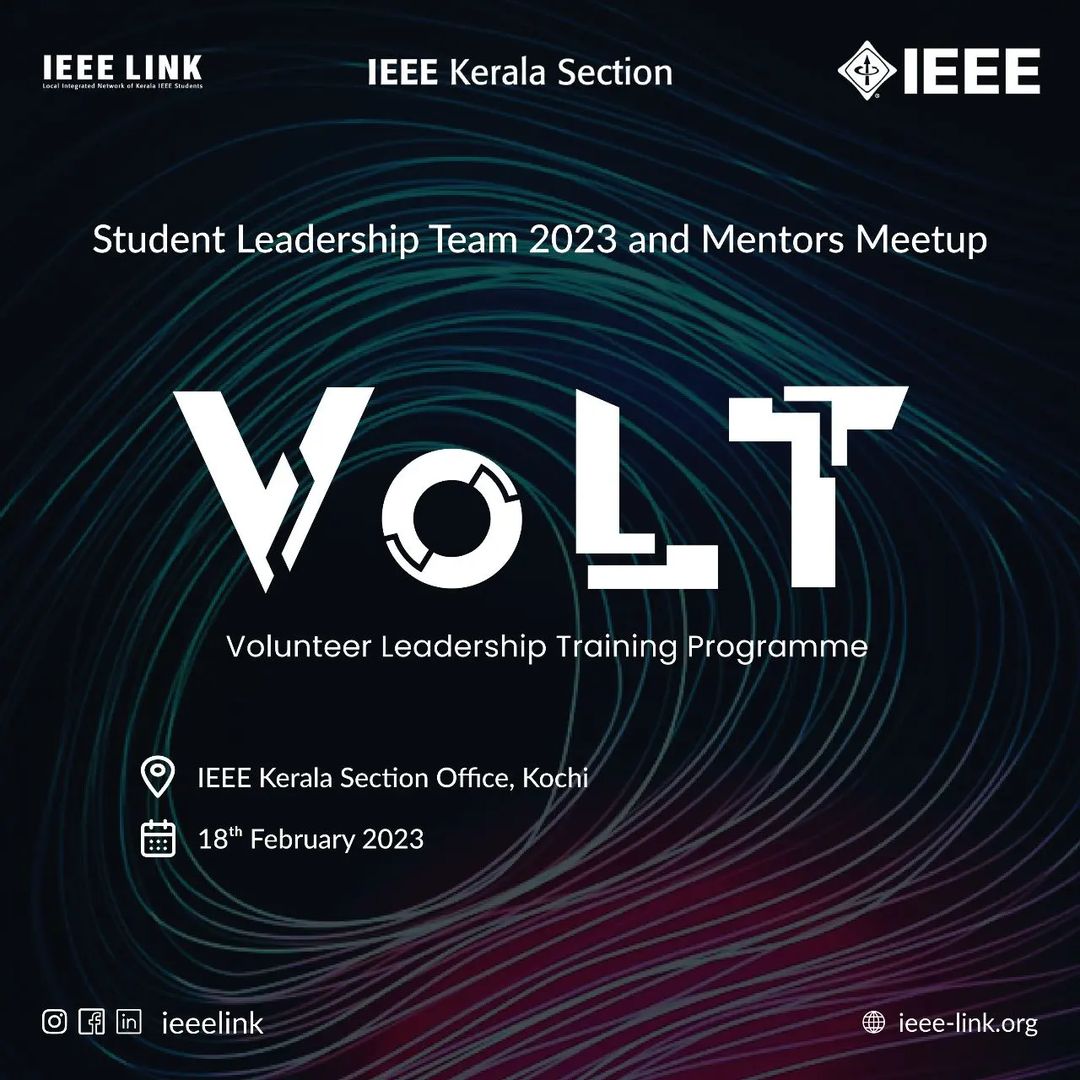 IEEE LINK
Local Integrated Network of Kerala IEEE Students
IEEE Kerala Section
IEEE
Student Leadership Team 2023 and Mentors Meetup
VOLT
Volunteer Leadership Training Programme
IEEE Kerala Section Office, Kochi
18th February 2023
ieeelink
ieee-link.org